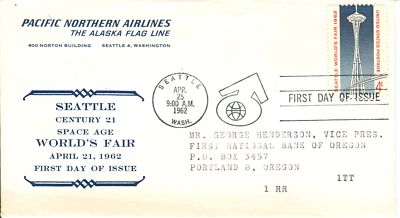 PACIFIC NORTHERN AIRLINES
THE ALASKA FLAG LINE
400 NORTON BUILDING SEATTLE 4, WASHINGTON
SEATTLE WORLD'S FAIR 1962
UNITED STATES POSTAGE
4¢
SEATTLE
APR.
25
9:00 A.M.
1962
WASH.
FIRST DAY OF ISSUE
SEATTLE
CENTURY 21
SPACE AGE
WORLD'S FAIR
APRIL 21, 1962
FIRST DAY OF ISSUE
MR. GEORGE HENDERSON, VICE PRES.
FIRST NATIONAL BANK OF OREGON
P.O. BOX 3457
PORTLAND 8, OREGON
1TT
1 RR